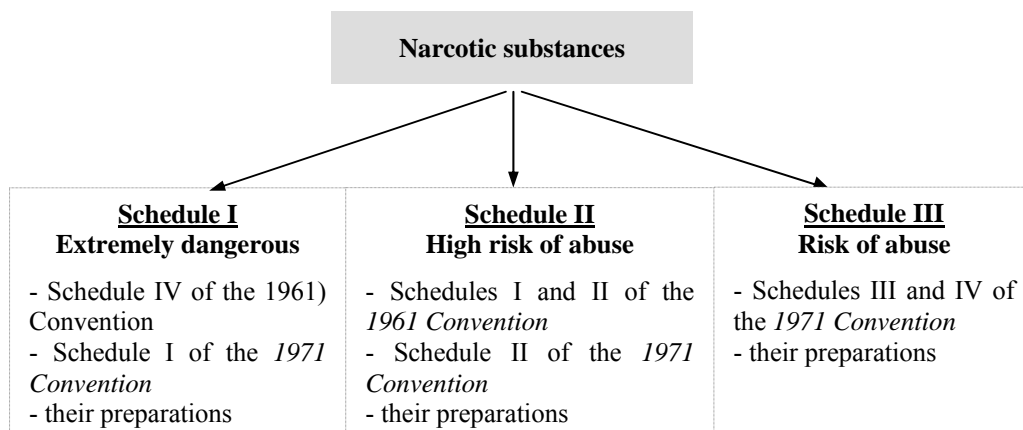 Narcotic substances
Schedule I
Extremely dangerous
- Schedule IV of the 1961)
Convention
- Schedule I of the 1971
Convention
- their preparations
Schedule II
High risk of abuse
- Schedules I and II of the
1961 Convention
- Schedule II of the 1971
Convention
- their preparations
Schedule III
Risk of abuse
- Schedules III and IV of
the 1971 Convention
- their preparations